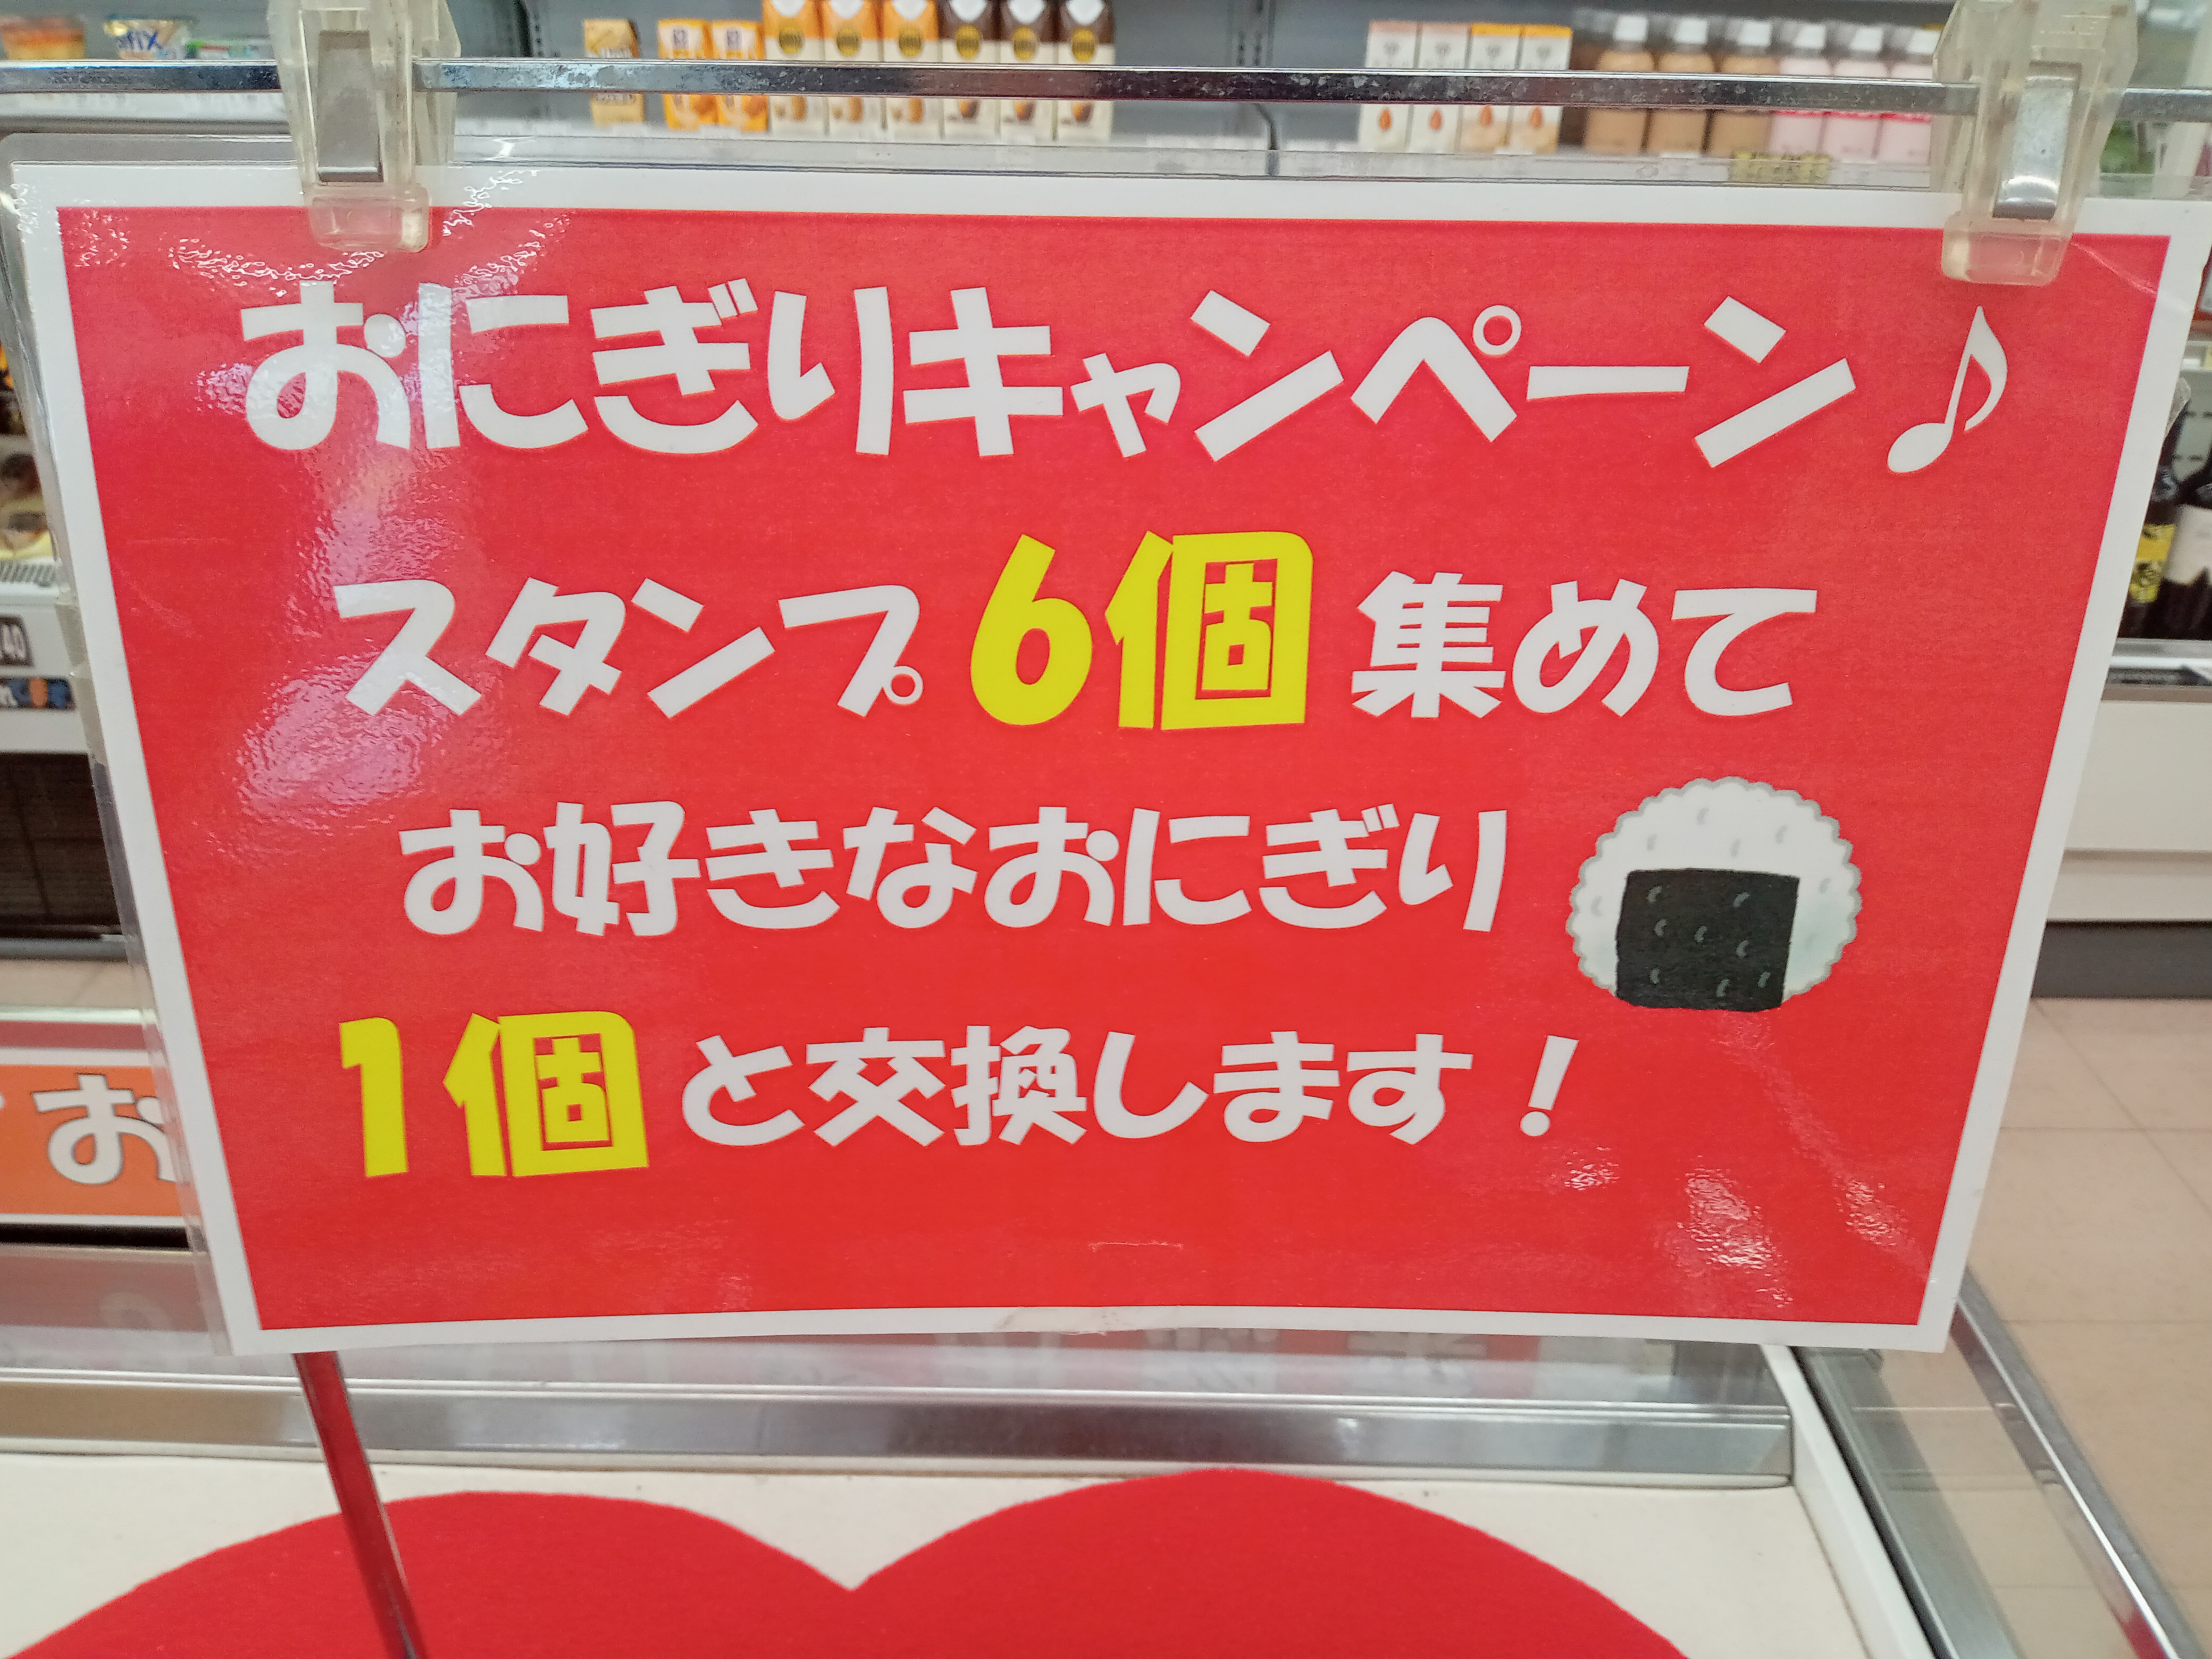 おにぎりキャンペーン♪
スタンプ6個集めて
お好きなおにぎり
1個と交換します！
お